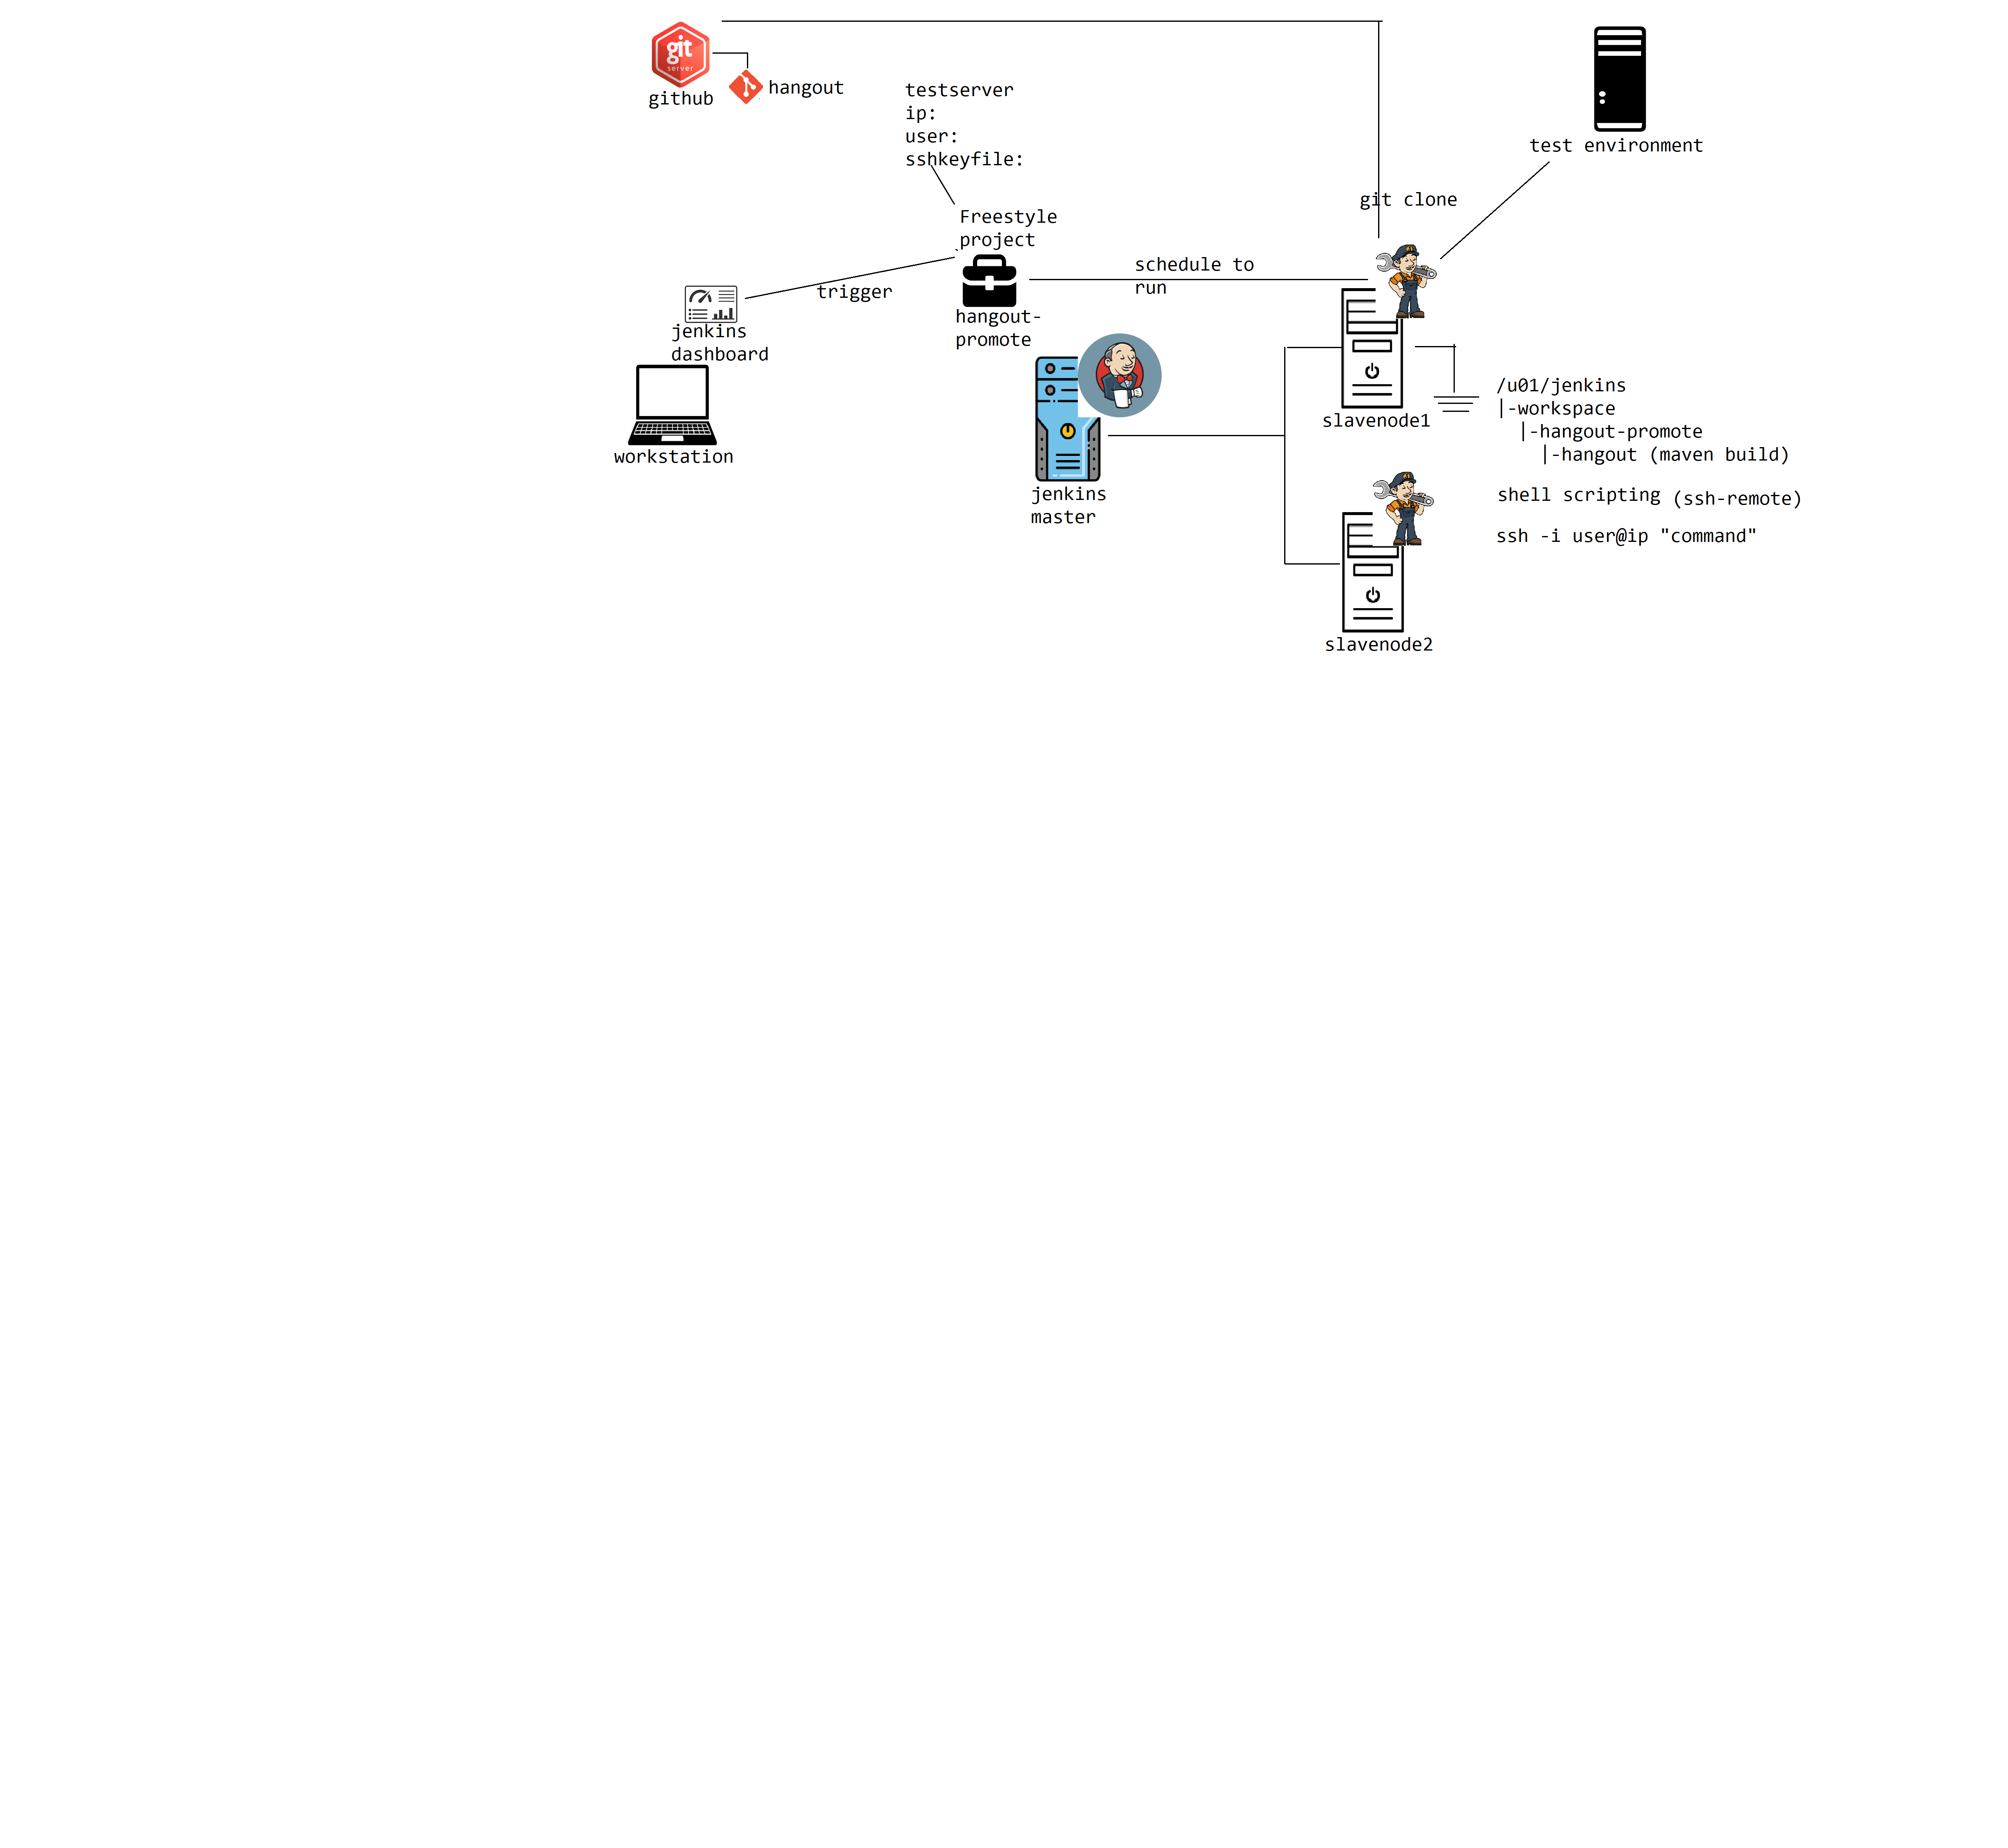 git
server
github
hangout
testserver
ip:
user:
sshkeyfile:
test environment
git clone
Freestyle
project
schedule to
run
trigger
hangout-
promote
jenkins
dashboard
workstation
jenkins
master
slavenode1
/u01/jenkins
|-workspace
|-hangout-promote
|-hangout (maven build)
shell scripting (ssh-remote)
ssh -i user@ip "command"
slavenode2